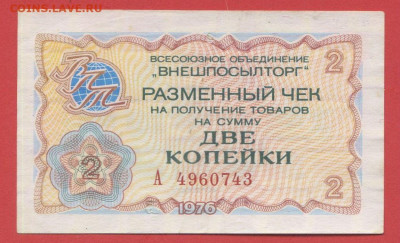 COINS.LAVE.RU
ВПТ
ВСЕСОЮЗНОЕ ОБЪЕДИНЕНИЕ
„ВНЕШПОСЫЛТОРГ"
2
РАЗМЕННЫЙ ЧЕК
НА ПОЛУЧЕНИЕ ТОВАРОВ
НА СУММУ
ДВЕ
КОПЕЙКИ
2
А 4960743
2
1976